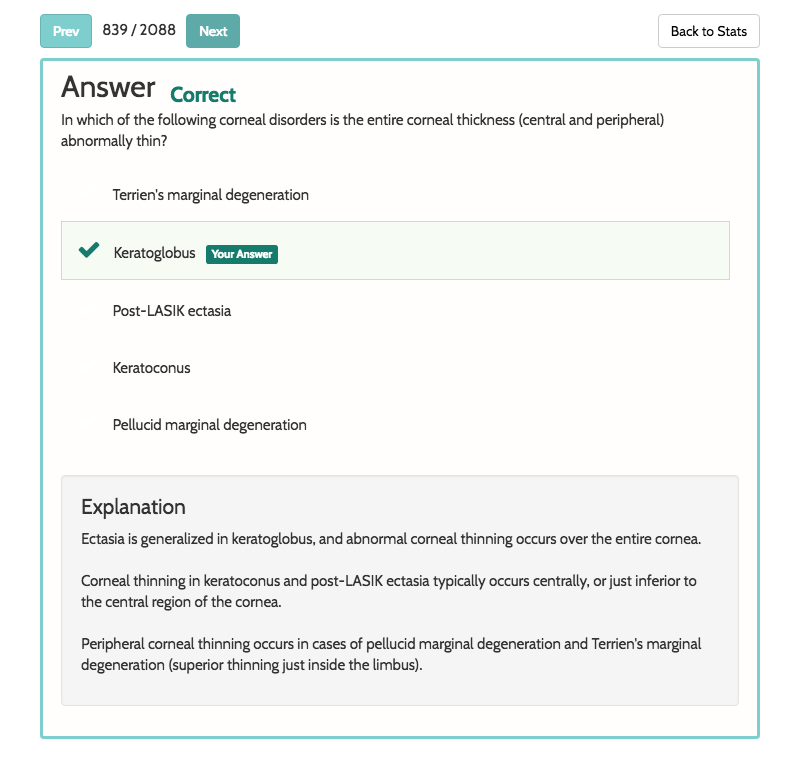 Prev 839 / 2088 Next Back to Stats
Answer Correct
In which of the following corneal disorders is the entire corneal thickness (central and peripheral)
abnormally thin?
Terrien's marginal degeneration
Keratoglobus Your Answer
Post-LASIK ectasia
Keratoconus
Pellucid marginal degeneration
Explanation
Ectasia is generalized in keratoglobus, and abnormal corneal thinning occurs over the entire cornea.
Corneal thinning in keratoconus and post-LASIK ectasia typically occurs centrally, or just inferior to
the central region of the cornea.
Peripheral corneal thinning occurs in cases of pellucid marginal degeneration and Terrien's marginal
degeneration (superior thinning just inside the limbus).